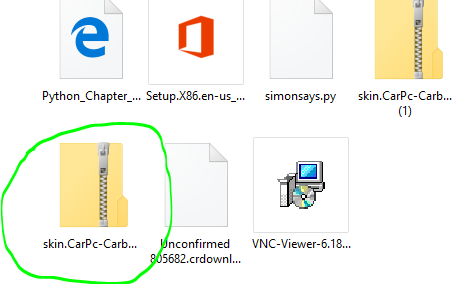 Python_Chapter_...
Setup.X86.en-us_...
simonsays.py
skin.CarPc-Carb...
(1)
skin.CarPc-Carb...
Unconfirmed
805682.crdownl...
VNC-Viewer-6.18...